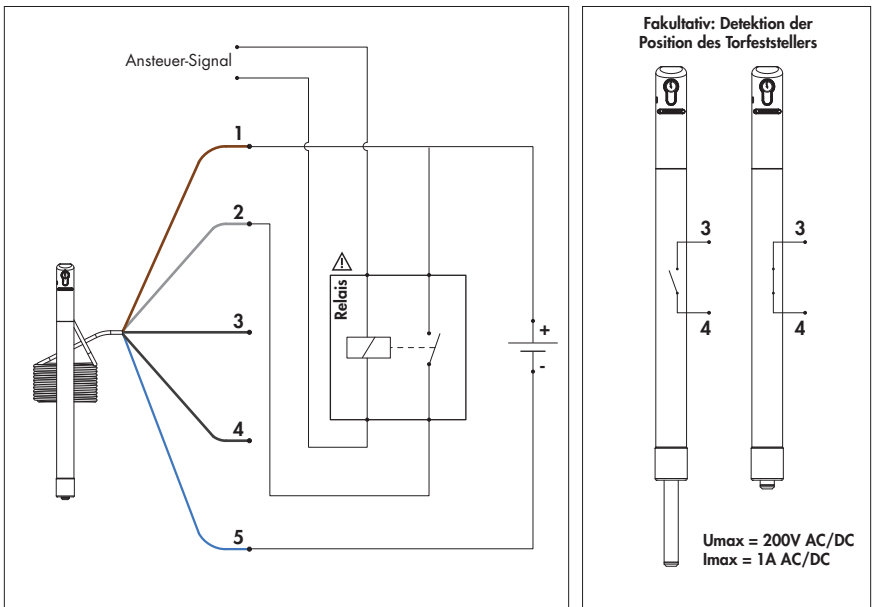 Ansteuer-Signal
1
2
3
4
5
Relais
+
-
Fakultativ: Detektion der
Position des Torfeststellers
3
4
3
4
Umax = 200V AC/DC
Imax = 1A AC/DC